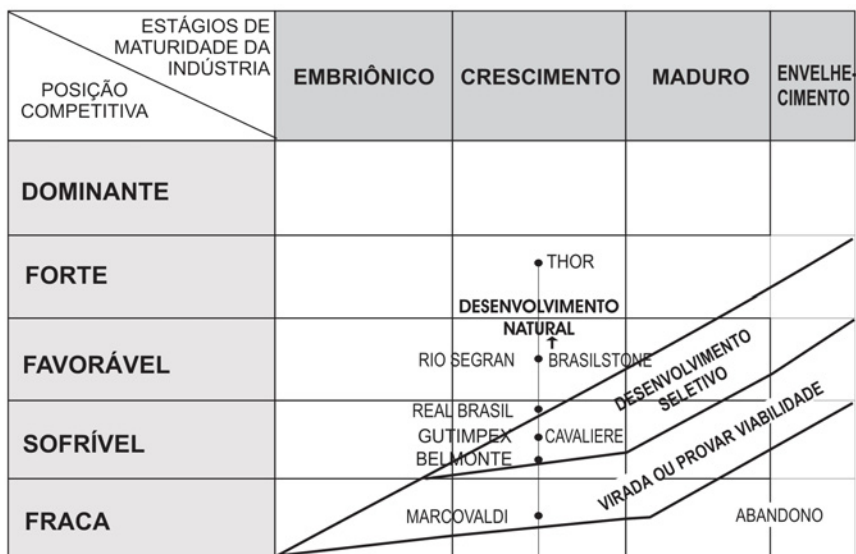 ESTÁGIOS DE
MATURIDADE DA
INDÚSTRIA
POSIÇÃO
COMPETITIVA
EMBRIÔNICO
CRESCIMENTO
MADURO
ENVELHE-
CIMENTO
DOMINANTE
FORTE
THOR
DESENVOLVIMENTO
NATURAL
FAVORÁVEL
RIO SEGRAN
BRASILSTONE
DESENVOLVIMENTO
SELETIVO
REAL BRASIL
SOFRÍVEL
GUTIMPEX
CAVALIERE
BELMONTE
VIRADA OU PROVAR VIABILIDADE
FRACA
MARCOVALDI
ABANDONO